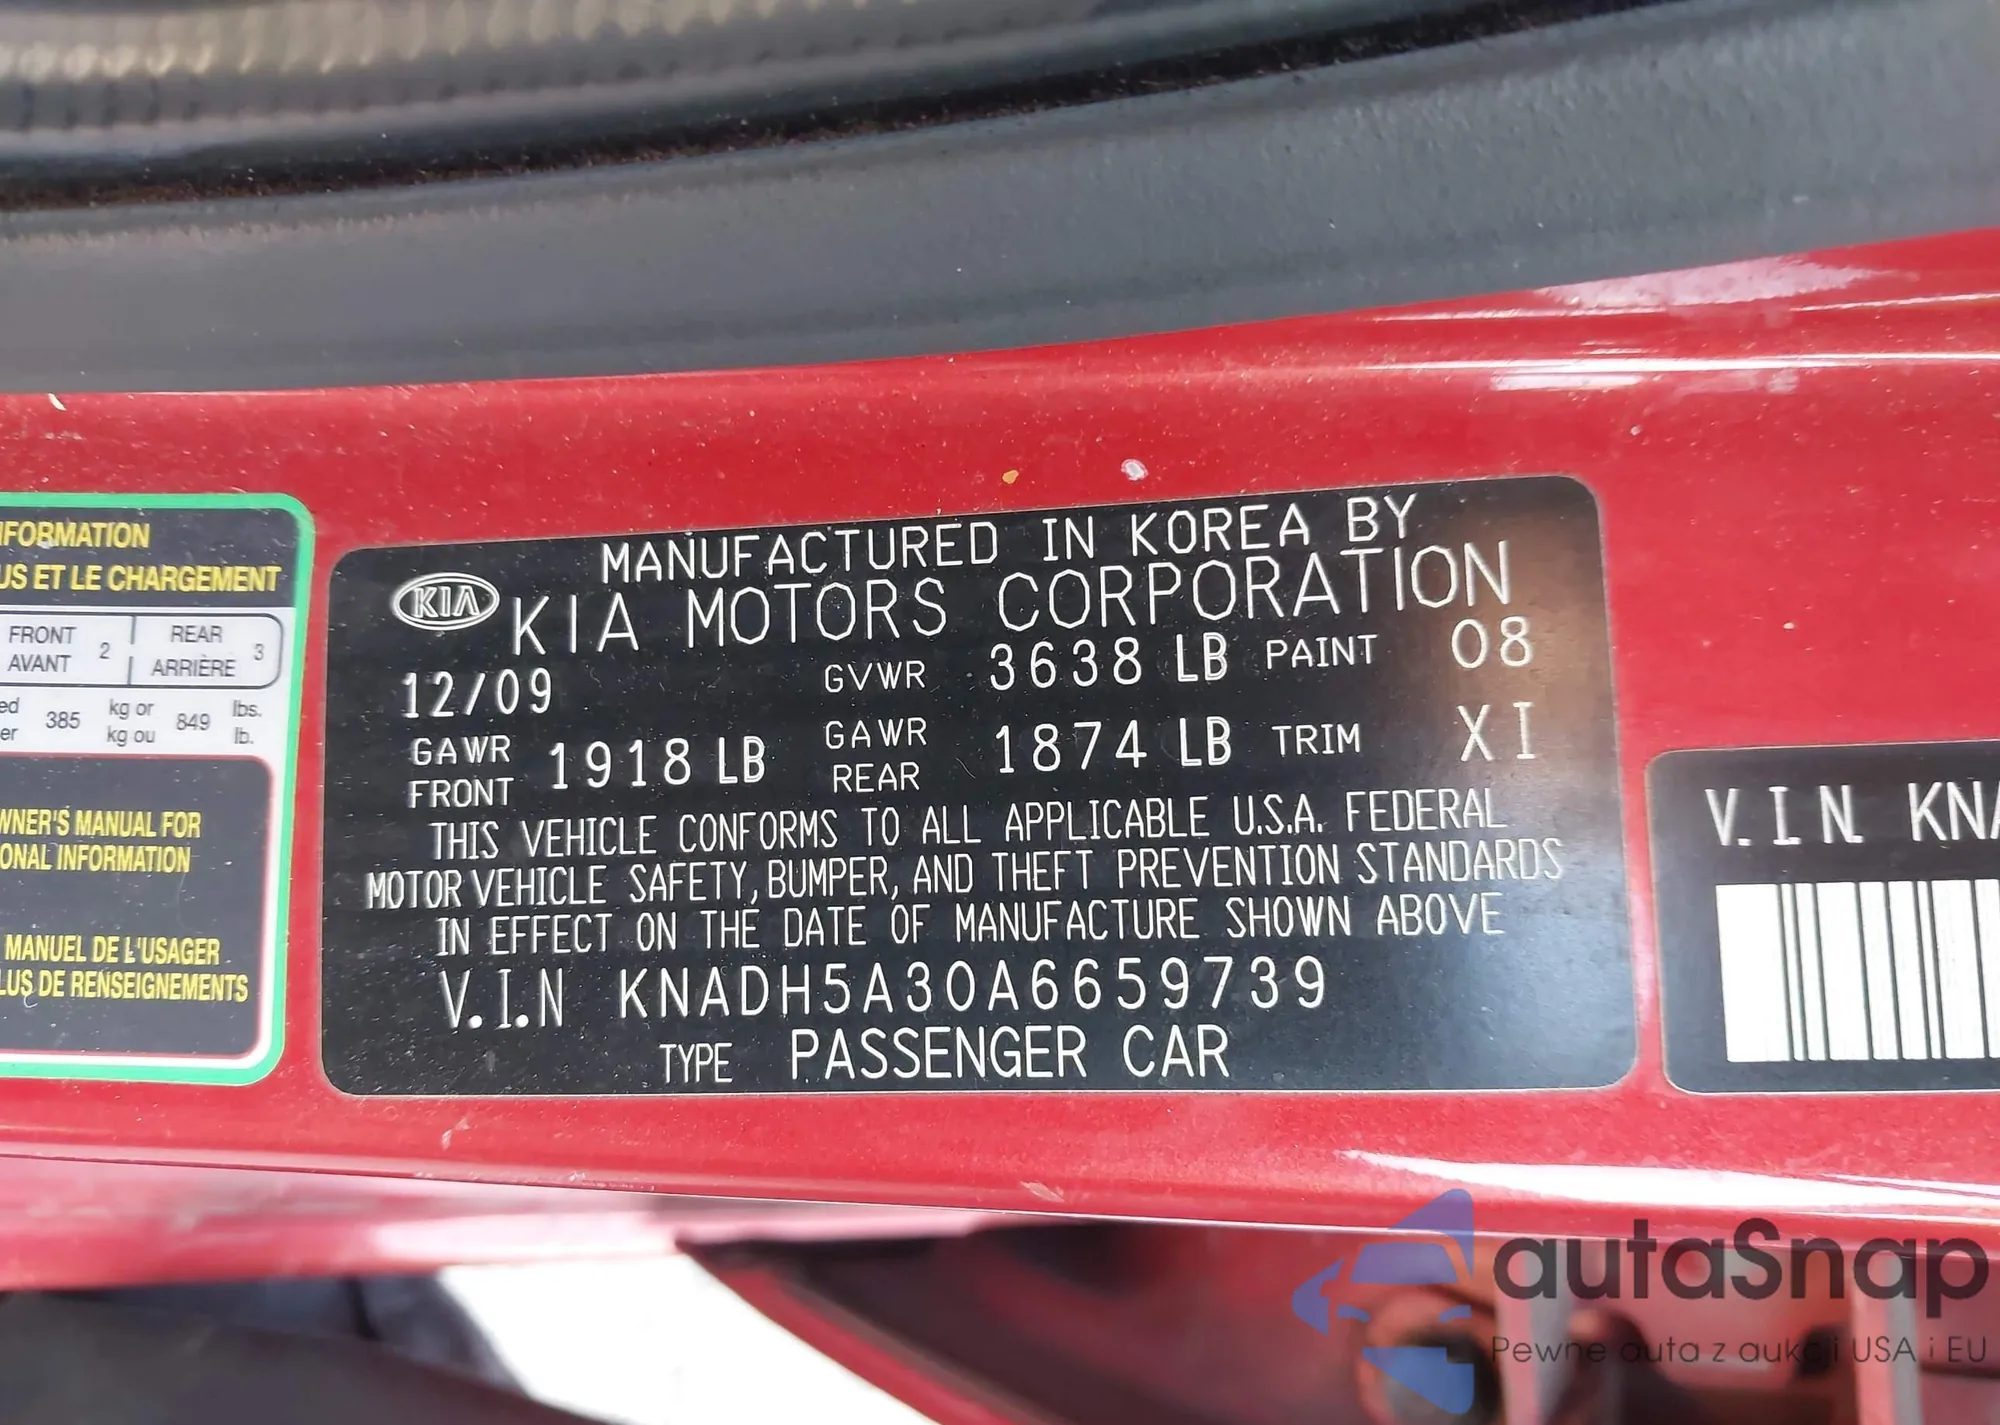 NFORMATION
US ET LE CHARGEMENT
FRONT
AVANT
2
REAR
ARRIÈRE
3
ed
er
385
kg or
kg ou
849
lbs.
lb.
WNER'S MANUAL FOR
ONAL INFORMATION
MANUEL DE L'USAGER
LUS DE RENSEIGNEMENTS
MANUFACTURED IN KOREA BY
KIA KIA MOTORS CORPORATION
12/09 GVWR 3638 LB PAINT 08
GAWR FRONT 1918 LB GAWR REAR 1874 LB TRIM XI
THIS VEHICLE CONFORMS TO ALL APPLICABLE U.S.A. FEDERAL
MOTOR VEHICLE SAFETY, BUMPER, AND THEFT PREVENTION STANDARDS
IN EFFECT ON THE DATE OF MANUFACTURE SHOWN ABOVE
V.I.N KNADH5A30A6659739
TYPE PASSENGER CAR
V.I.N. KNA
autaSnap
Pewne auta z aukcji USA i EU